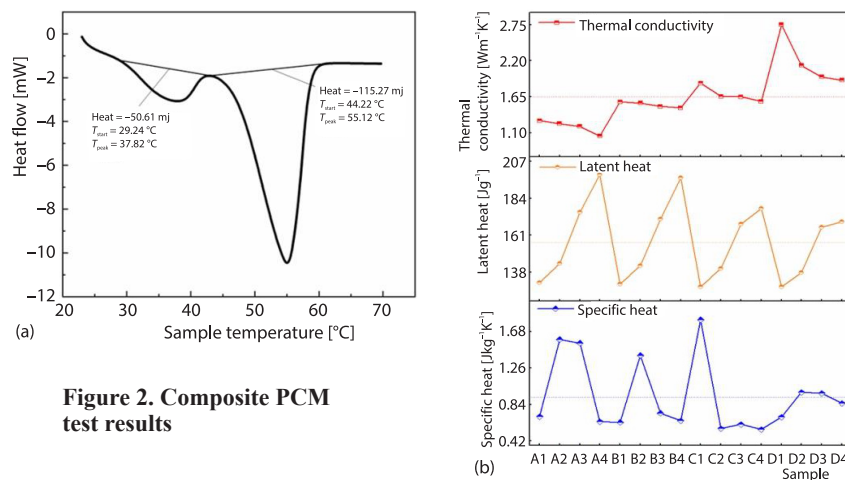 0
−2
−4
−6
−8
−10
−12
Heat flow [mW]
Heat = −50.61 mj
Tstart = 29.24 °C
Tpeak = 37.82 °C
Heat = −115.27 mj
Tstart = 44.22 °C
Tpeak = 55.12 °C
20 30 40 50 60 70 80
Sample temperature [°C]
(a)
Figure 2. Composite PCM
test results
Thermal conductivity
2.75
2.20
1.65
1.10
Thermal
conductivity [Wm⁻¹K⁻¹]
Latent heat
207
184
161
138
Latent heat [Jg⁻¹]
Specific heat
1.68
1.26
0.84
0.42
Specific heat [Jkg⁻¹K⁻¹]
A1 A2 A3 A4 B1 B2 B3 B4 C1 C2 C3 C4 D1 D2 D3 D4
Sample
(b)